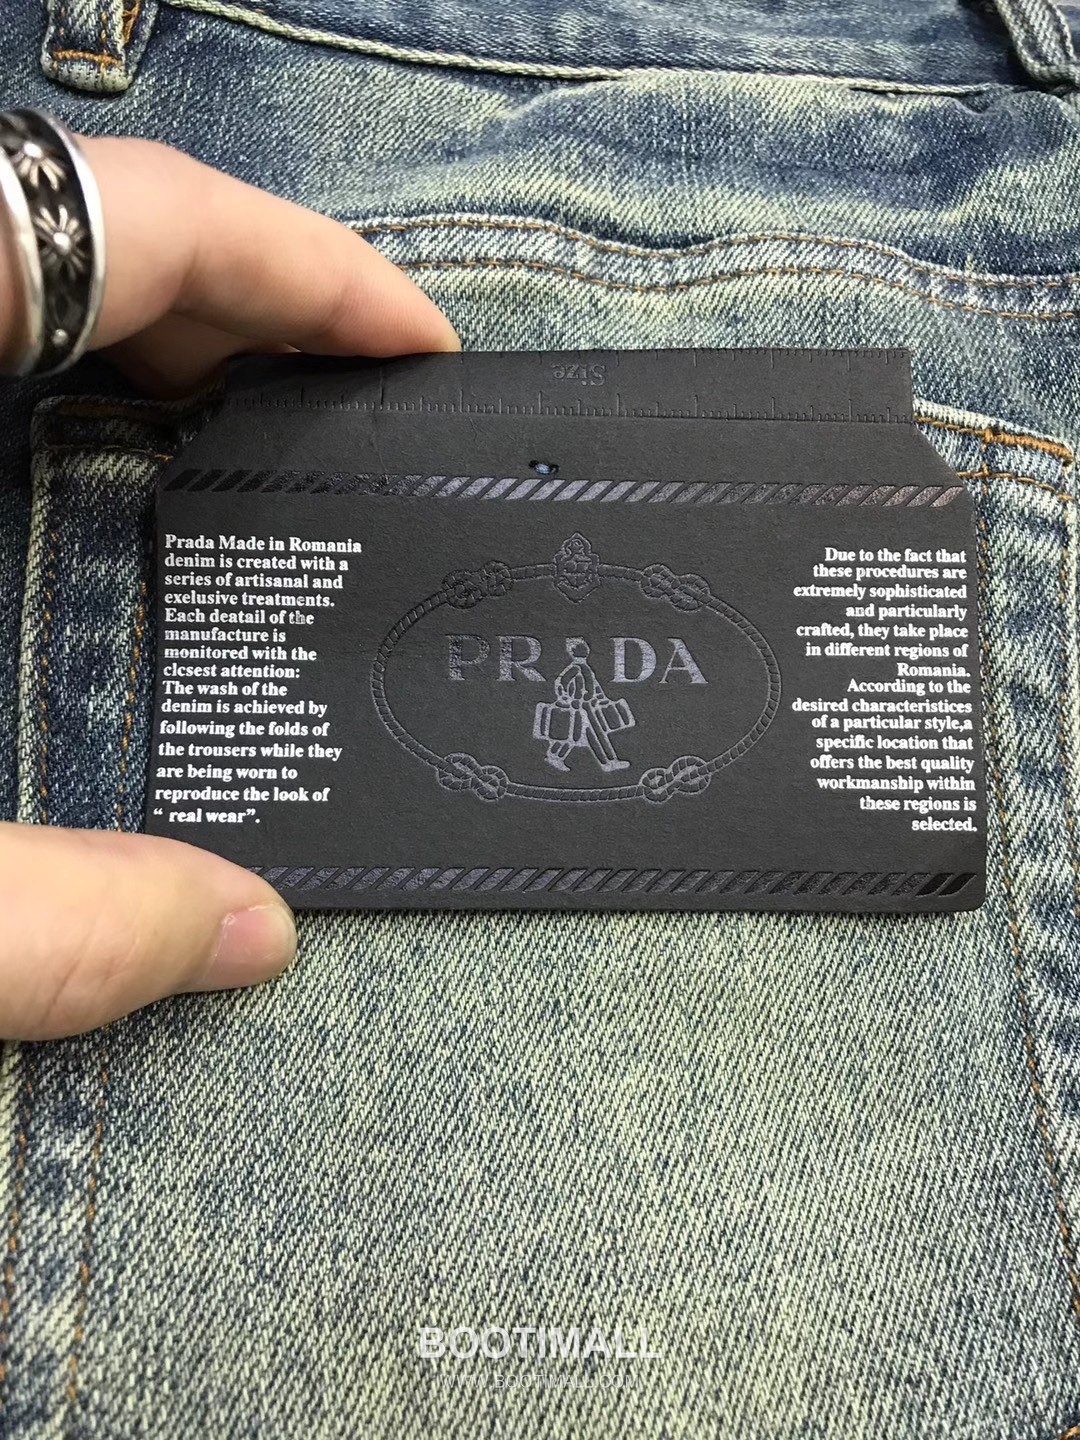 Size
Prada Made in Romania
denim is created with a
series of artisanal and
exelusive treatments.
Each deatail of the
manufacture is
monitored with the
clcsest attention:
The wash of the
denim is achieved by
following the folds of
the trousers while they
are being worn to
reproduce the look of
“ real wear”.
PRADA
Due to the fact that
these procedures are
extremely sophisticated
and particularly
crafted, they take place
in different regions of
Romania.
According to the
desired characteristices
of a particular style,a
specific location that
offers the best quality
workmanship within
these regions is
selected.
BOOTIMALL
WWW.BOOTIMALL.COM